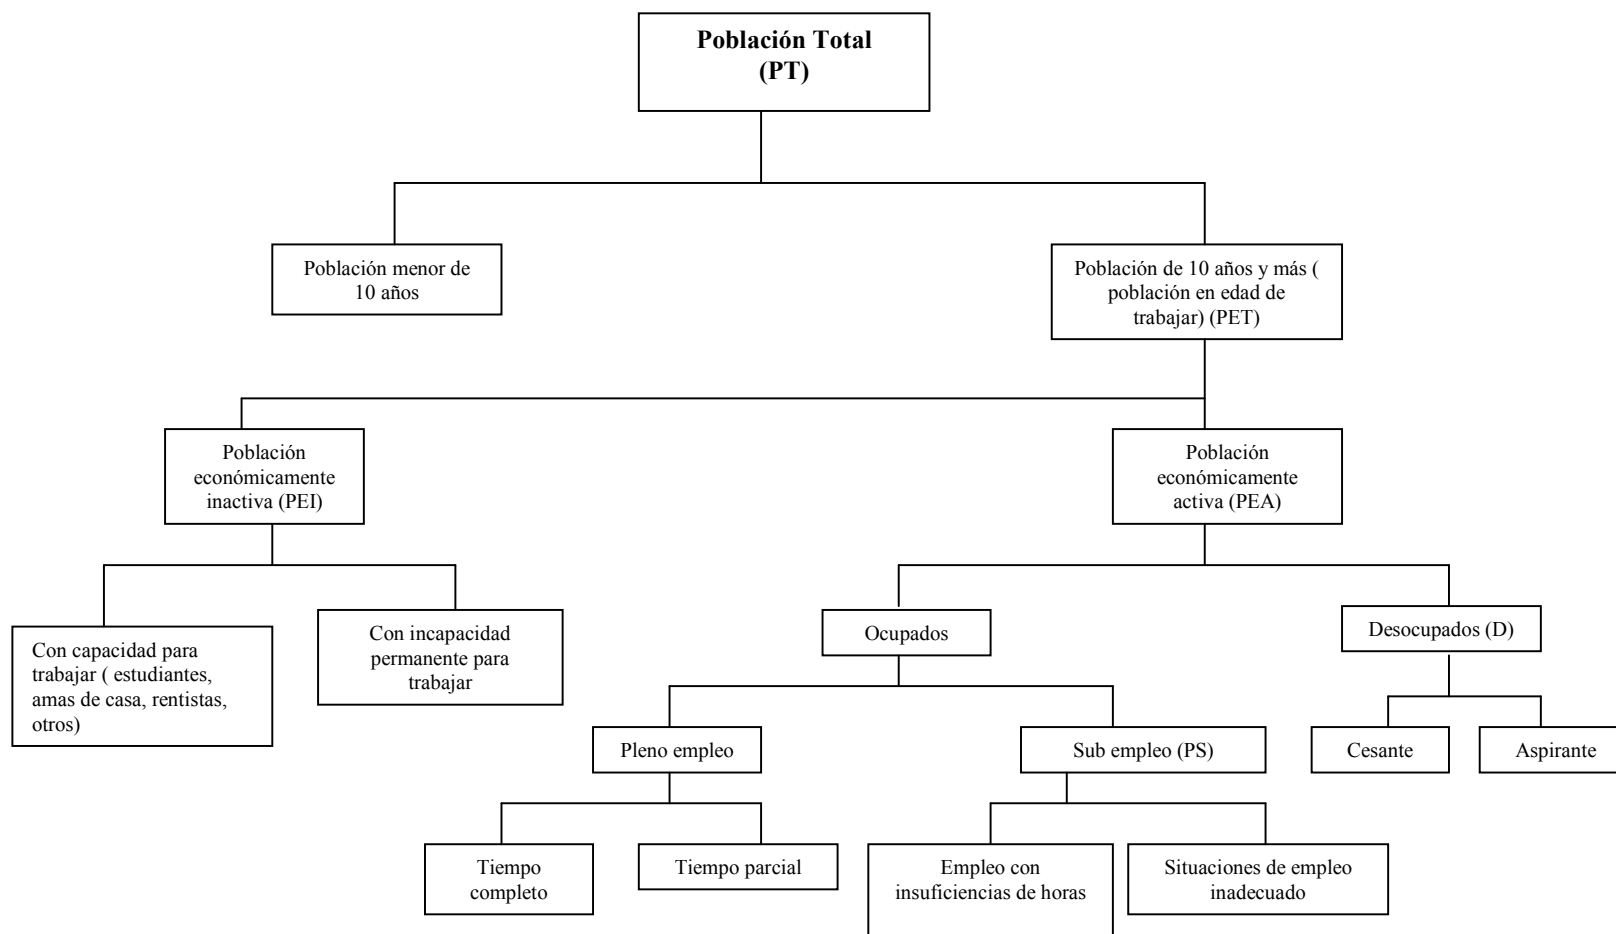 Población Total
(PT)
Población menor de
10 años
Población de 10 años y más (
población en edad de
trabajar) (PET)
Población
económicamente
inactiva (PEI)
Población
económicamente
activa (PEA)
Con capacidad para
trabajar ( estudiantes,
amas de casa, rentistas,
otros)
Con incapacidad
permanente para
trabajar
Ocupados
Desocupados (D)
Pleno empleo
Sub empleo (PS)
Cesante
Aspirante
Tiempo
completo
Tiempo parcial
Empleo con
insuficiencias de horas
Situaciones de empleo
inadecuado